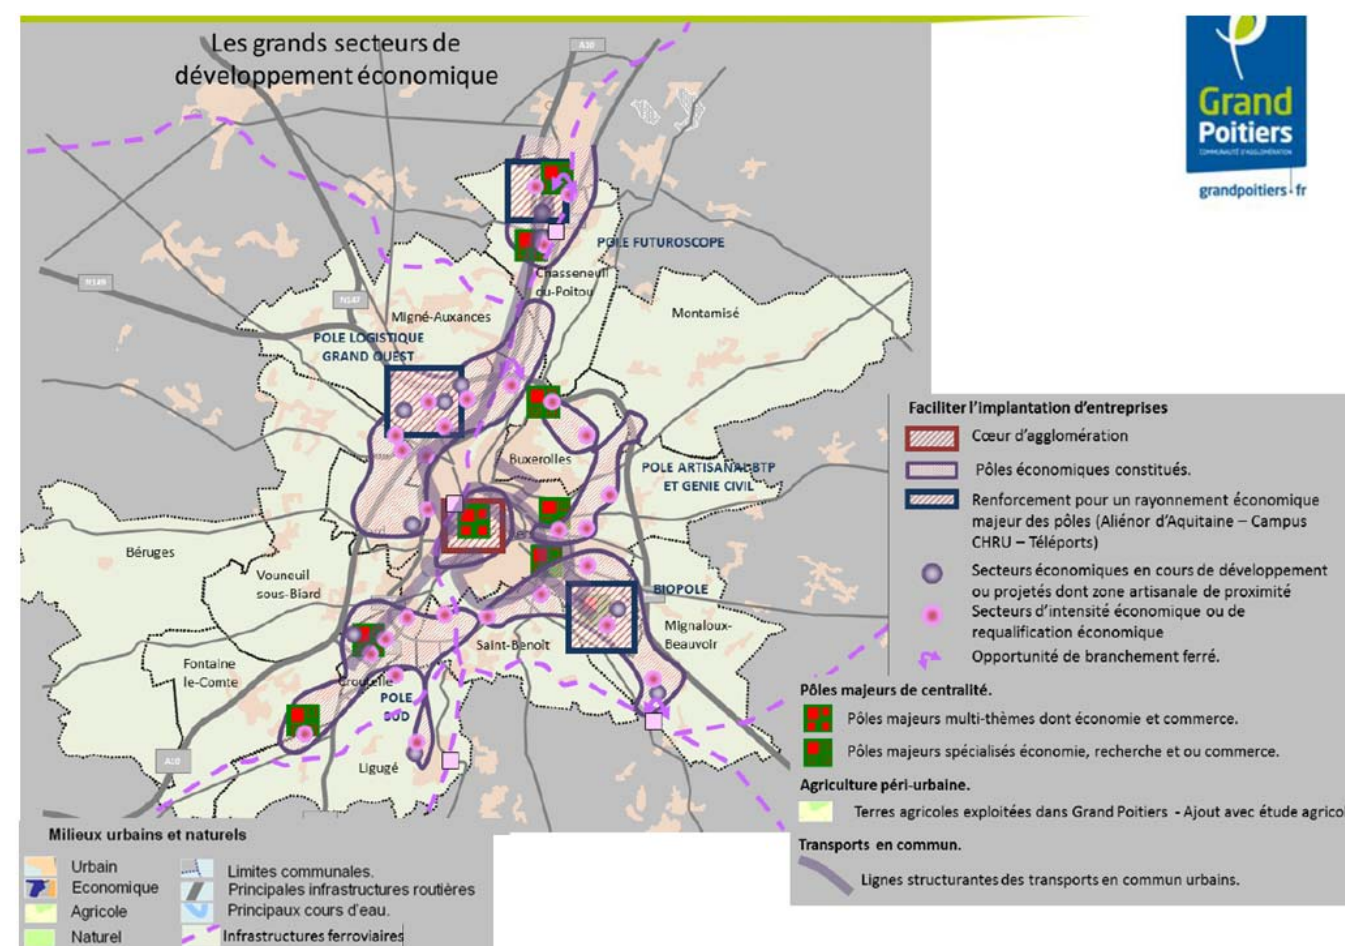 Les grands secteurs de
développement économique
Grand
Poitiers
COMMUNAUTÉ D'AGGLOMÉRATION
grandpoitiers.fr
A10
N149
N147
POLE FUTUROSCOPE
Chasseneuil
du-Poitou
Migné-Auxances
Montamisé
POLE LOGISTIQUE
GRAND OUEST
Buxerolles
POLE ARTISANAL BTP
ET GENIE CIVIL
Béruges
Vouneuil
sous-Biard
BIOPOLE
Mignaloux-
Beauvoir
Saint-Benoît
Fontaine
le-Comte
Croutelle
POLE
SUD
A10
Ligugé
Faciliter l'implantation d'entreprises
Cœur d'agglomération
Pôles économiques constitués.
Renforcement pour un rayonnement économique
majeur des pôles (Aliénor d'Aquitaine – Campus
CHRU – Téléports)
Secteurs économiques en cours de développement
ou projetés dont zone artisanale de proximité
Secteurs d'intensité économique ou de
requalification économique
Opportunité de branchement ferré.
Pôles majeurs de centralité.
Pôles majeurs multi-thèmes dont économie et commerce.
Pôles majeurs spécialisés économie, recherche et ou commerce.
Agriculture péri-urbaine.
Terres agricoles exploitées dans Grand Poitiers - Ajout avec étude agrico
Transports en commun.
Lignes structurantes des transports en commun urbains.
Milieux urbains et naturels
Urbain
Economique
Agricole
Naturel
Limites communales.
Principales infrastructures routières
Principaux cours d'eau.
Infrastructures ferroviaires